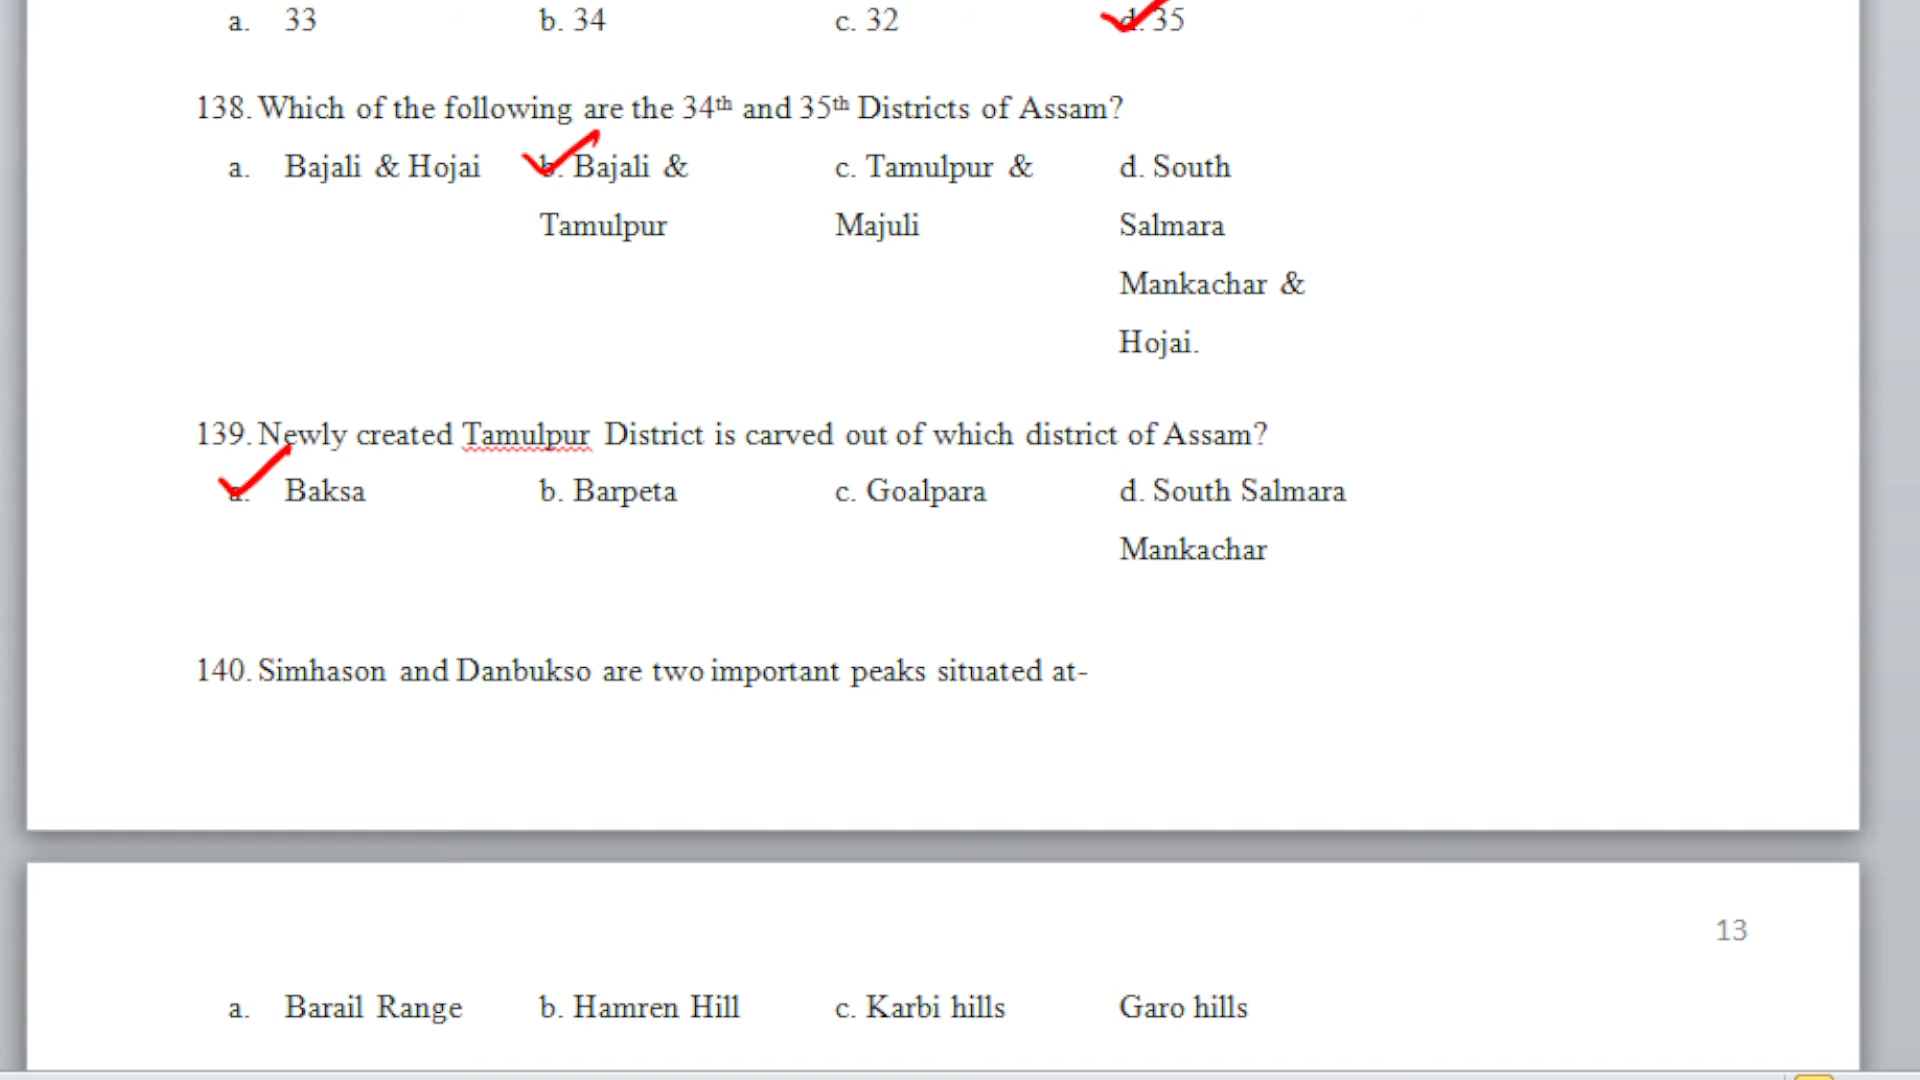 a. 33 b. 34 c. 32 d. 35
138. Which of the following are the 34th and 35th Districts of Assam?
a. Bajali & Hojai b. Bajali & c. Tamulpur & d. South
Tamulpur Majuli Salmara
Mankachar &
Hojai.
139. Newly created Tamulpur District is carved out of which district of Assam?
a. Baksa b. Barpeta c. Goalpara d. South Salmara
Mankachar
140. Simhason and Danbukso are two important peaks situated at-
13
a. Barail Range b. Hamren Hill c. Karbi hills Garo hills